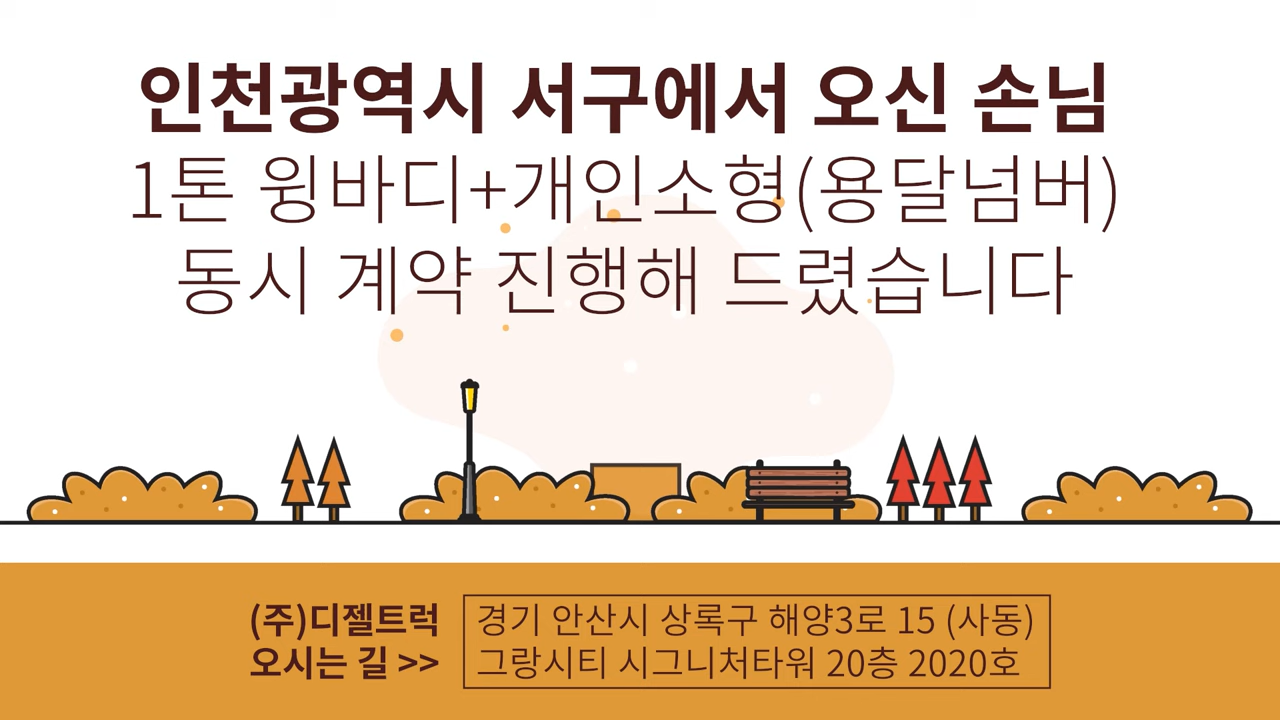 인천광역시 서구에서 오신 손님
1톤 윙바디+개인소형(용달넘버)
동시 계약 진행해 드렸습니다
(주)디젤트럭
오시는 길 >>
경기 안산시 상록구 해양3로 15 (사동)
그랑시티 시그니처타워 20층 2020호